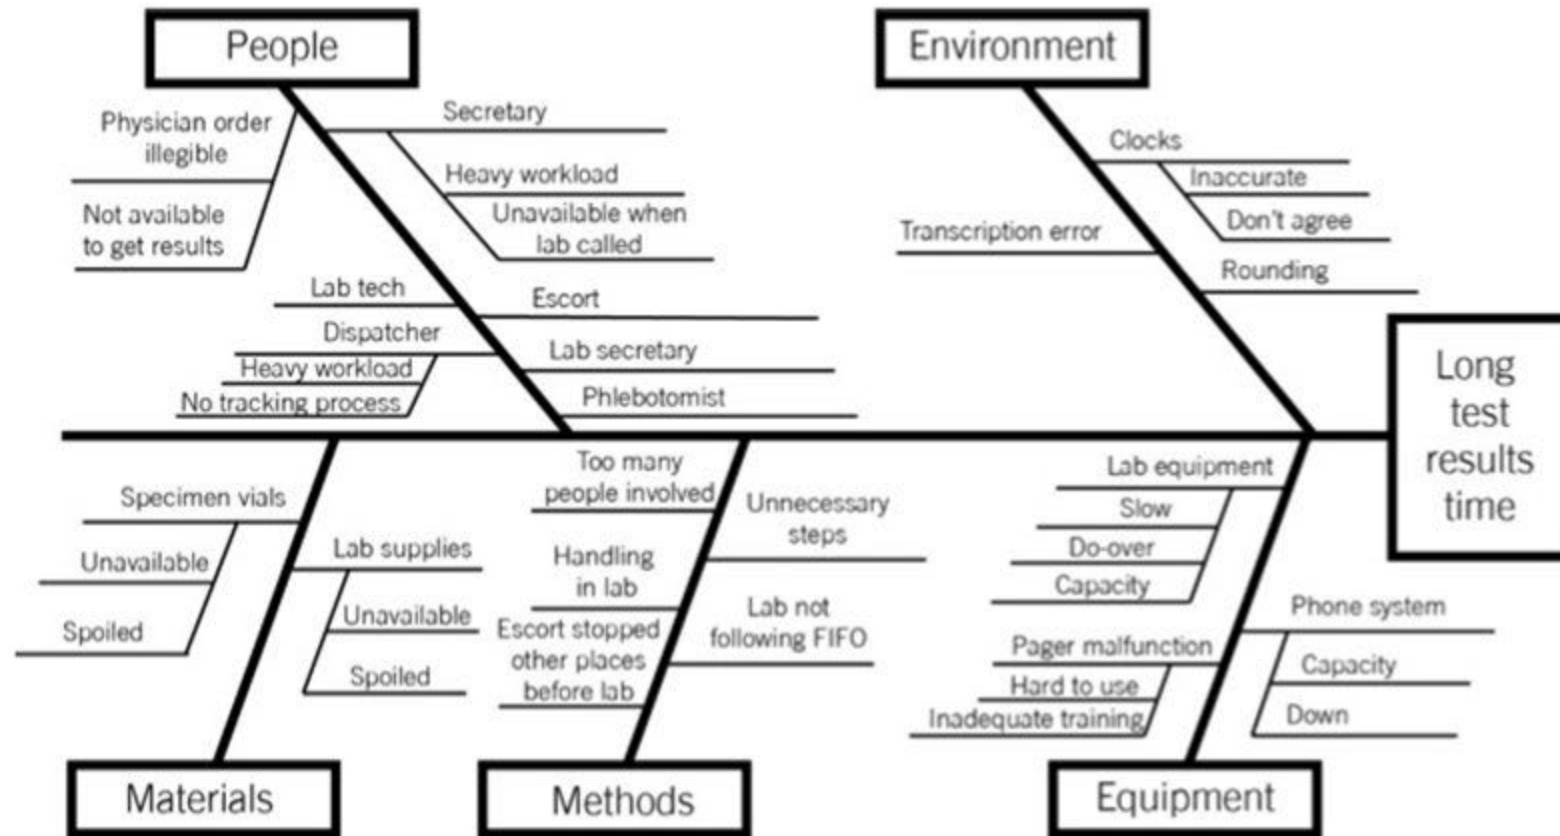 People
Environment
Physician order
illegible
Not available
to get results
Secretary
Heavy workload
Unavailable when
lab called
Lab tech
Escort
Dispatcher
Heavy workload
No tracking process
Lab secretary
Phlebotomist
Clocks
Inaccurate
Don't agree
Transcription error
Rounding
Long
test
results
time
Specimen vials
Unavailable
Spoiled
Lab supplies
Unavailable
Spoiled
Too many
people involved
Handling
in lab
Escort stopped
other places
before lab
Unnecessary
steps
Lab not
following FIFO
Lab equipment
Slow
Do-over
Capacity
Pager malfunction
Hard to use
Inadequate training
Phone system
Capacity
Down
Materials
Methods
Equipment